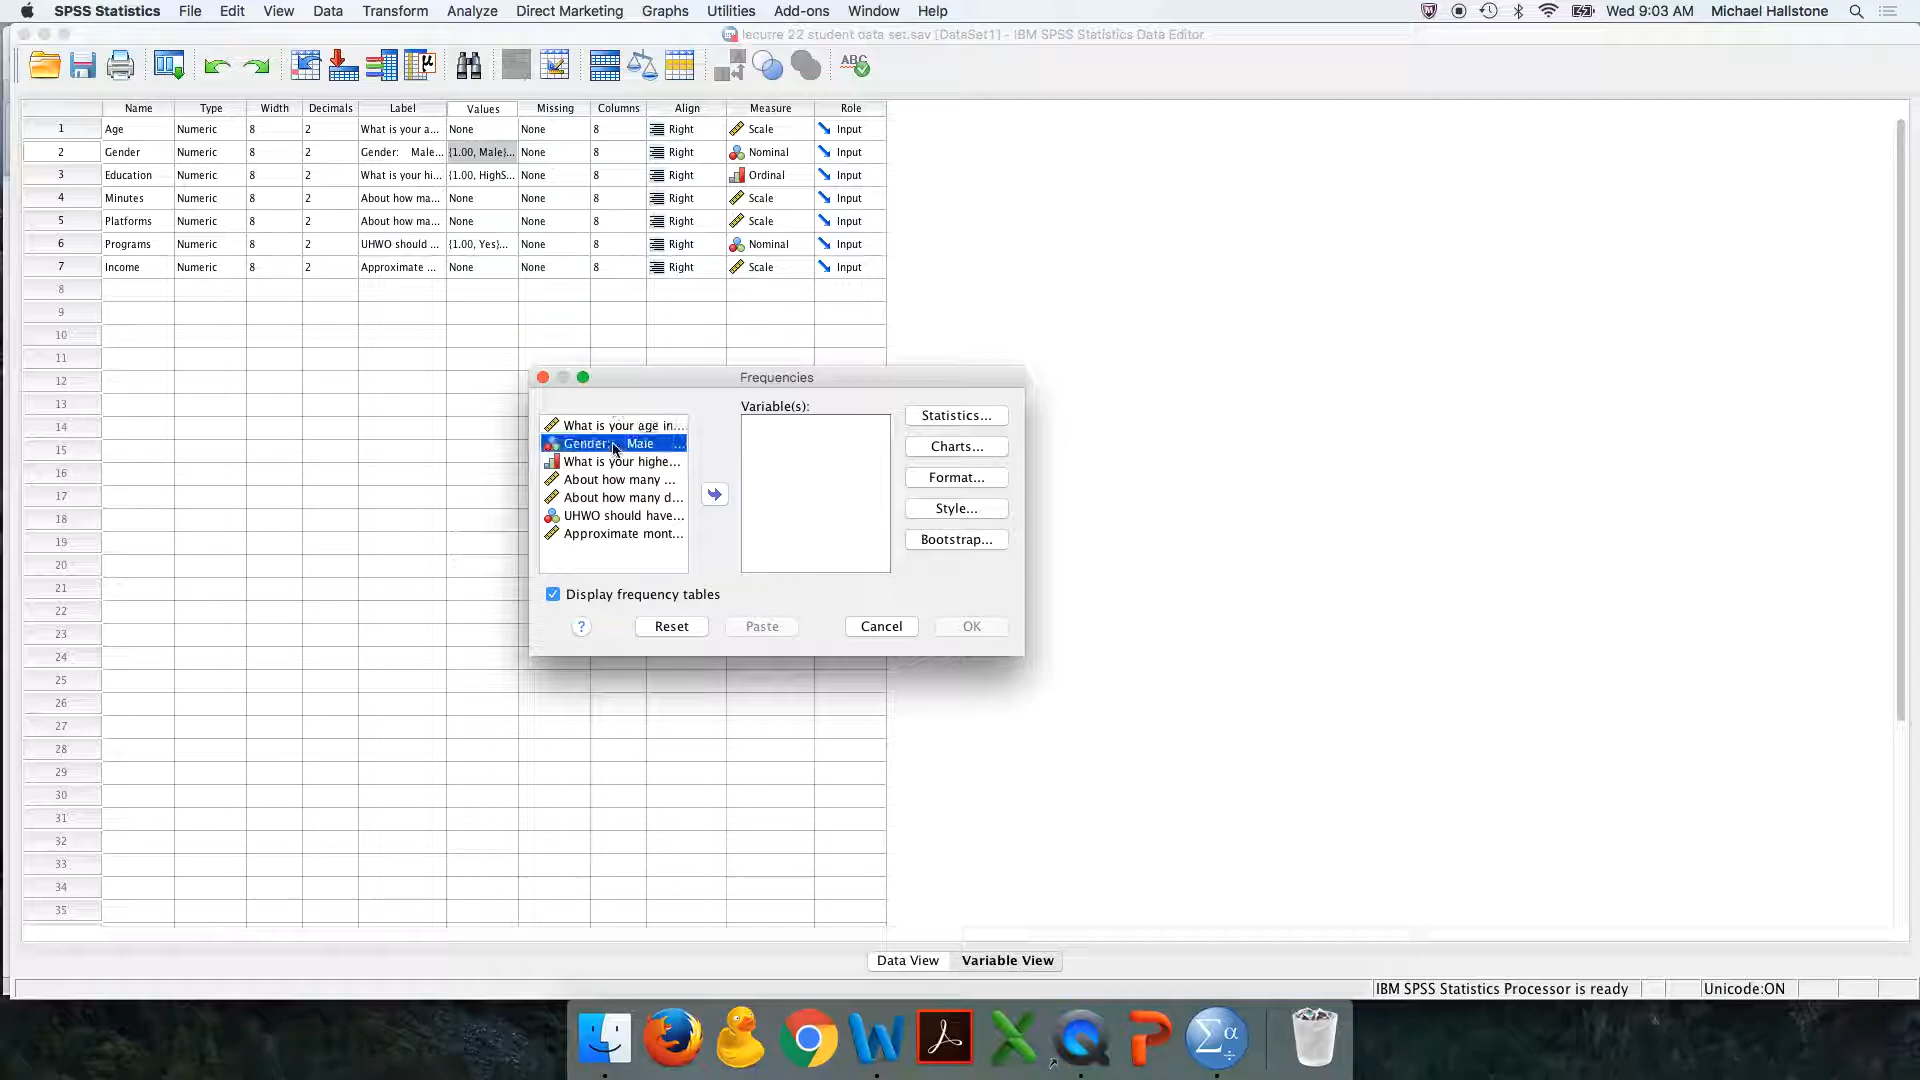 SPSS Statistics File Edit View Data Transform Analyze Direct Marketing Graphs Utilities Add-ons Window Help Wed 9:03 AM Michael Hallstone
lecture 22 student data set.sav [DataSet1] - IBM SPSS Statistics Data Editor
Name Type Width Decimals Label Values Missing Columns Align Measure Role
1 Age Numeric 8 2 What is your a... None None 8 Right Scale Input
2 Gender Numeric 8 2 Gender: Male... {1.00, Male}... None 8 Right Nominal Input
3 Education Numeric 8 2 What is your hi... {1.00, HighS... None 8 Right Ordinal Input
4 Minutes Numeric 8 2 About how ma... None None 8 Right Scale Input
5 Platforms Numeric 8 2 About how ma... None None 8 Right Scale Input
6 Programs Numeric 8 2 UHWO should ... {1.00, Yes}... None 8 Right Nominal Input
7 Income Numeric 8 2 Approximate ... None None 8 Right Scale Input
8
9
10
11
12
13
14
15
16
17
18
19
20
21
22
23
24
25
26
27
28
29
30
31
32
33
34
35
Frequencies
Variable(s):
What is your age in....
Gender: Male ...
What is your highe...
About how many ...
About how many d...
UHWO should have...
Approximate mont...
Statistics...
Charts...
Format...
Style...
Bootstrap...
Display frequency tables
? Reset Paste Cancel OK
Data View Variable View
IBM SPSS Statistics Processor is ready Unicode:ON